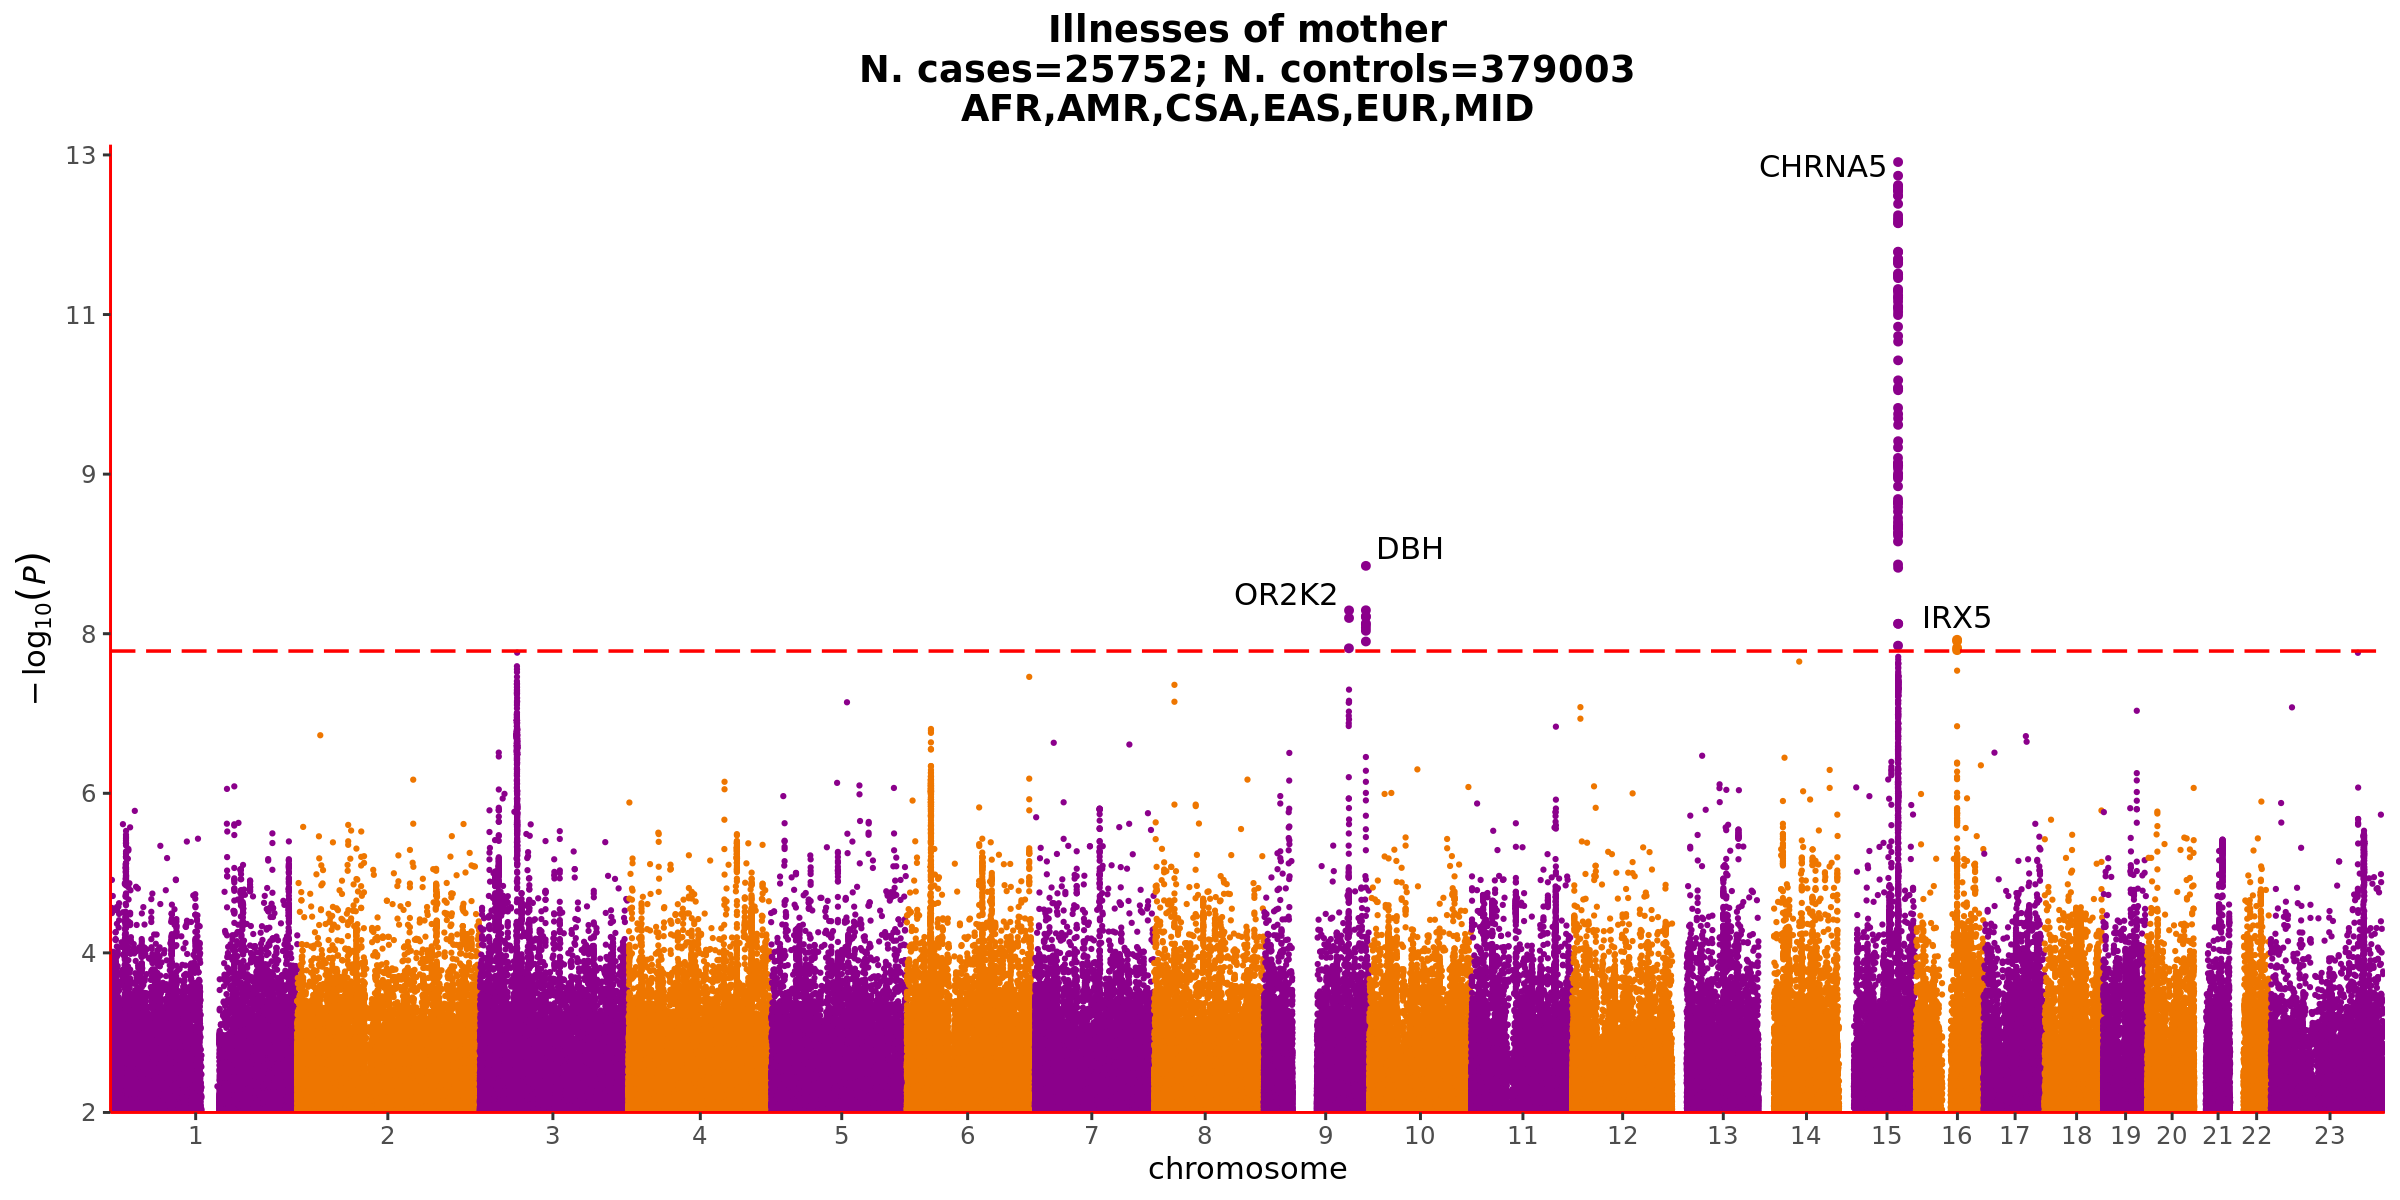 Illnesses of mother
N. cases=25752; N. controls=379003
AFR,AMR,CSA,EAS,EUR,MID
13
11
9
8
6
4
2
−log10(P)
CHRNA5
DBH
OR2K2
IRX5
1 2 3 4 5 6 7 8 9 10 11 12 13 14 15 16 17 18 19 20 21 22 23
chromosome